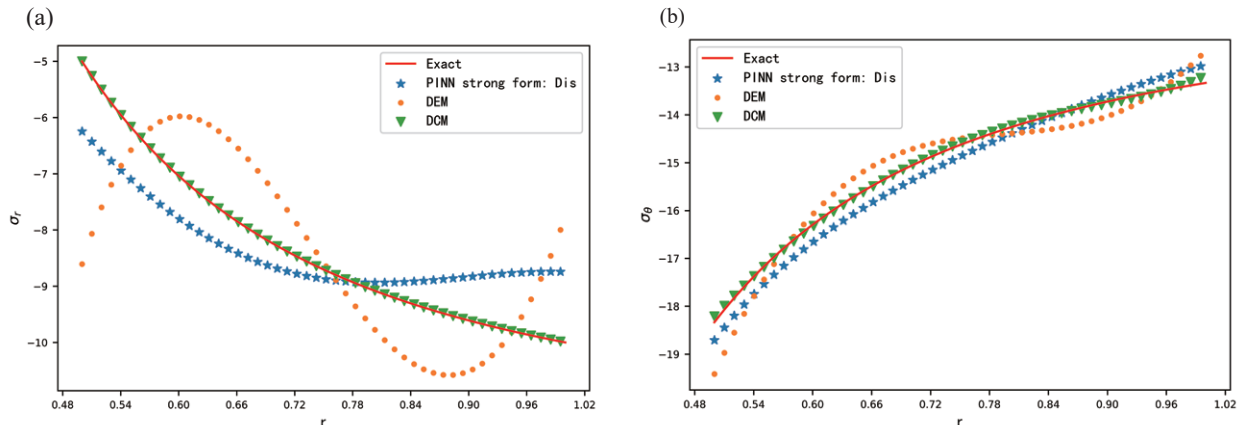 (a)
Exact
PINN strong form: Dis
DEM
DCM
σr
-5
-6
-7
-8
-9
-10
0.48 0.54 0.60 0.66 0.72 0.78 0.84 0.90 0.96 1.02
r
(b)
Exact
PINN strong form: Dis
DEM
DCM
σθ
-13
-14
-15
-16
-17
-18
-19
0.48 0.54 0.60 0.66 0.72 0.78 0.84 0.90 0.96 1.02
r